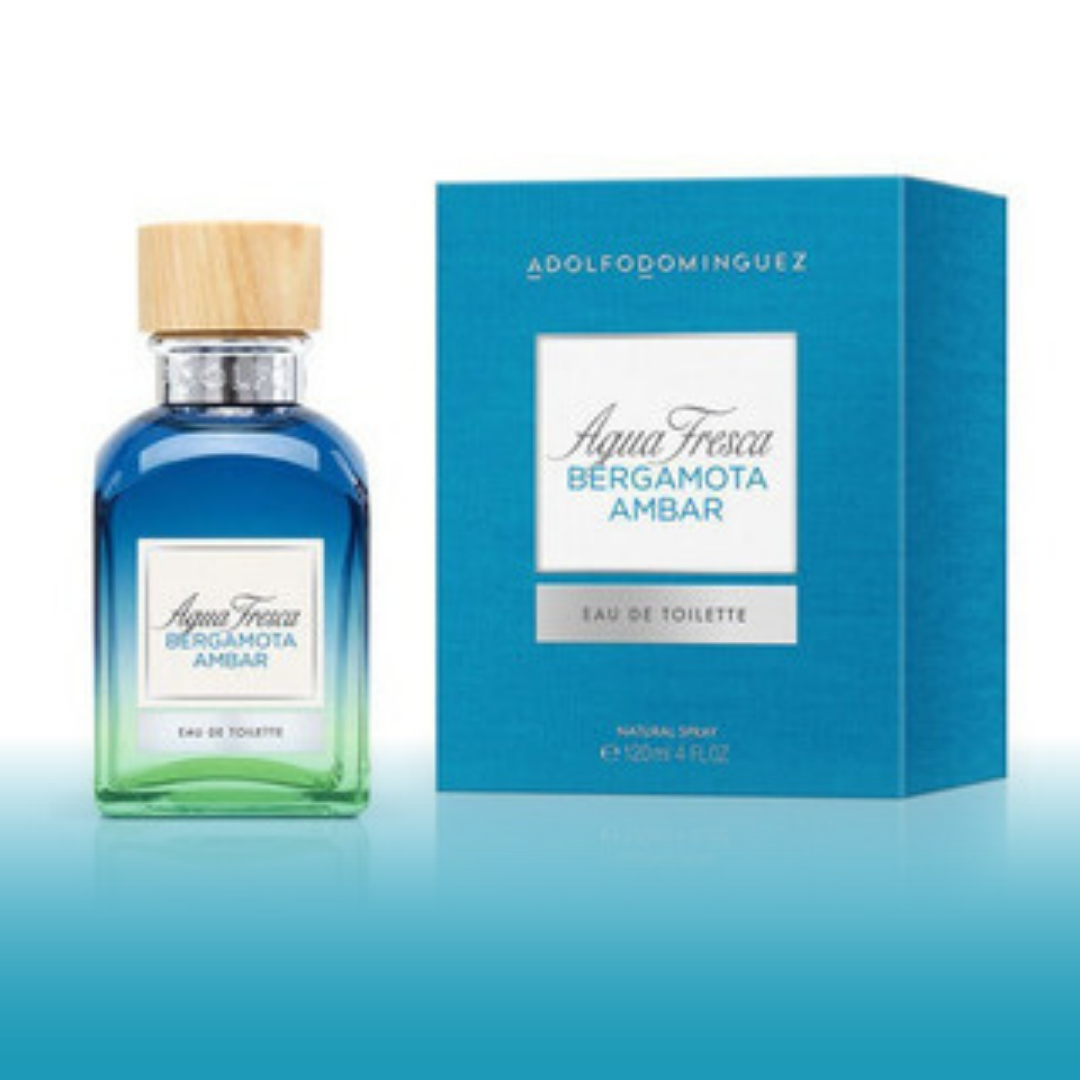 ADOLFODOMINGUEZ
Agua Fresca
BERGAMOTA
AMBAR
EAU DE TOILETTE
NATURAL SPRAY
℮ 120ml 4 FL.OZ
Agua Fresca
BERGAMOTA
AMBAR
EAU DE TOILETTE